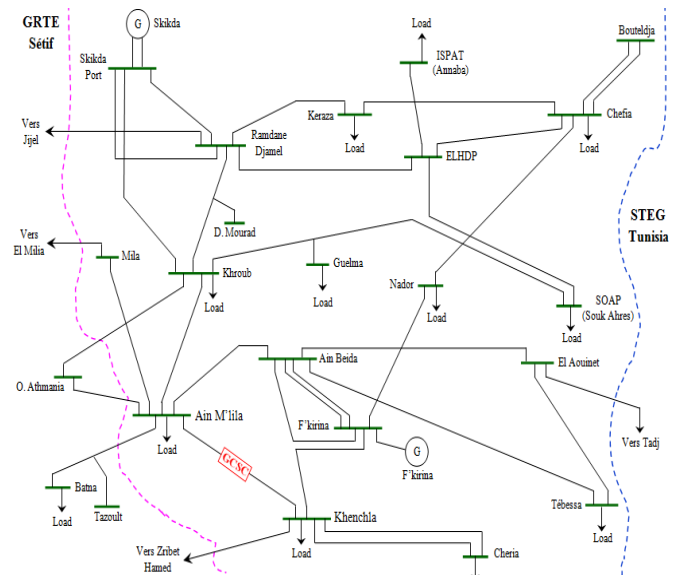 GRTE
Sétif
G
Skikda
Load
Bouteldja
Skikda
Port
ISPAT
(Annaba)
Vers
Jijel
Keraza
Load
Chefia
Load
Ramdane
Djamel
ELHDP
STEG
Tunisia
D. Mourad
Vers
El Milia
Mila
Khroub
Load
Guelma
Load
Nador
Load
SOAP
(Souk Ahres)
Load
O. Athmania
Ain Beida
El Aouinet
Ain M'lila
Load
F'kirina
G
F'kirina
Vers Tadj
GCSC
Batna
Load
Tazoult
Tébessa
Load
Khenchla
Load
Vers Zribet
Hamed
Cheria